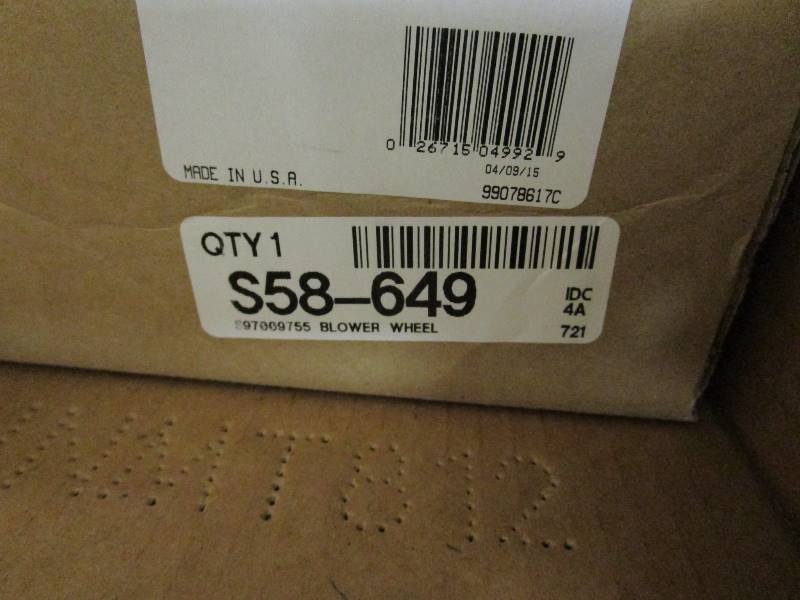 0 26715 04992 9
04/09/15
MADE IN U.S.A.
99078617C
QTY 1
S58-649
IDC
4A
S97009755 BLOWER WHEEL
721